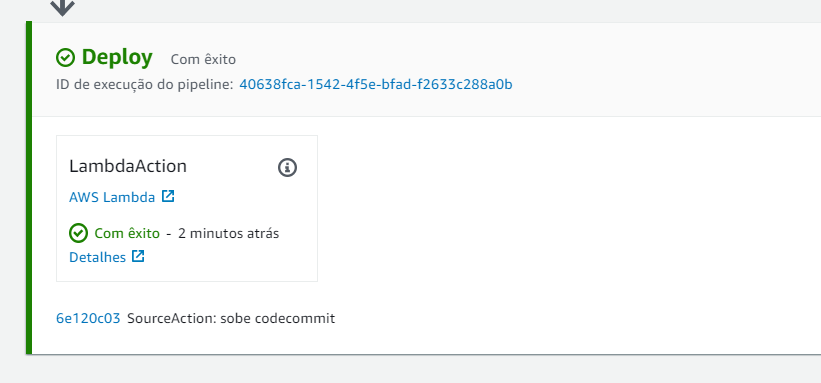 Deploy Com êxito
ID de execução do pipeline: 40638fca-1542-4f5e-bfad-f2633c288a0b
LambdaAction
AWS Lambda
Com êxito - 2 minutos atrás
Detalhes
6e120c03 SourceAction: sobe codecommit